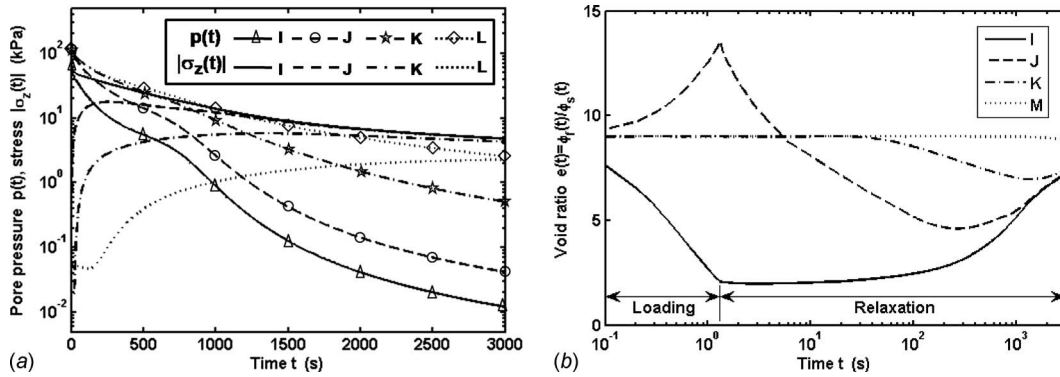 p(t) I J K L
|σz(t)| I J K L
Pore pressure p(t), stress |σz(t)| (kPa)
10^2
10^1
10^0
10^-1
10^-2
0 500 1000 1500 2000 2500 3000
Time t (s)
(a)
I
J
K
M
Void ratio e(t)=ϕf(t)/ϕs(t)
15
10
5
0
Loading Relaxation
10^-1 10^0 10^1 10^2 10^3
Time t (s)
(b)